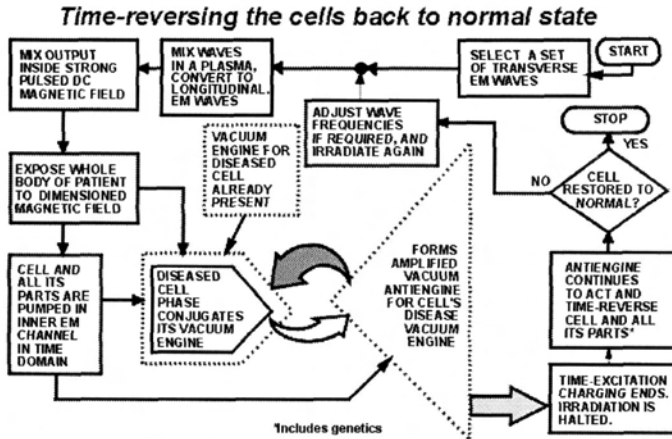 Time-reversing the cells back to normal state
START
SELECT A SET
OF TRANSVERSE
EM WAVES
MIX WAVES
IN A PLASMA,
CONVERT TO
LONGITUDINAL.
EM WAVES
MIX OUTPUT
INSIDE STRONG
PULSED DC
MAGNETIC FIELD
EXPOSE WHOLE
BODY OF PATIENT
TO DIMENSIONED
MAGNETIC FIELD
CELL AND
ALL ITS
PARTS ARE
PUMPED IN
INNER EM
CHANNEL
IN TIME
DOMAIN
VACUUM
ENGINE FOR
DISEASED
CELL
ALREADY
PRESENT
DISEASED
CELL
PHASE
CONJUGATES
ITS VACUUM
ENGINE
FORMS
AMPLIFIED
VACUUM
ANTIENGINE
FOR CELL'S
DISEASE
VACUUM
ENGINE
TIME-EXCITATION
CHARGING ENDS.
IRRADIATION IS
HALTED.
ANTIENGINE
CONTINUES
TO ACT AND
TIME-REVERSE
CELL AND ALL
ITS PARTS*
CELL
RESTORED TO
NORMAL?
YES
STOP
NO
ADJUST WAVE
FREQUENCIES
IF REQUIRED, AND
IRRADIATE AGAIN
*Includes genetics